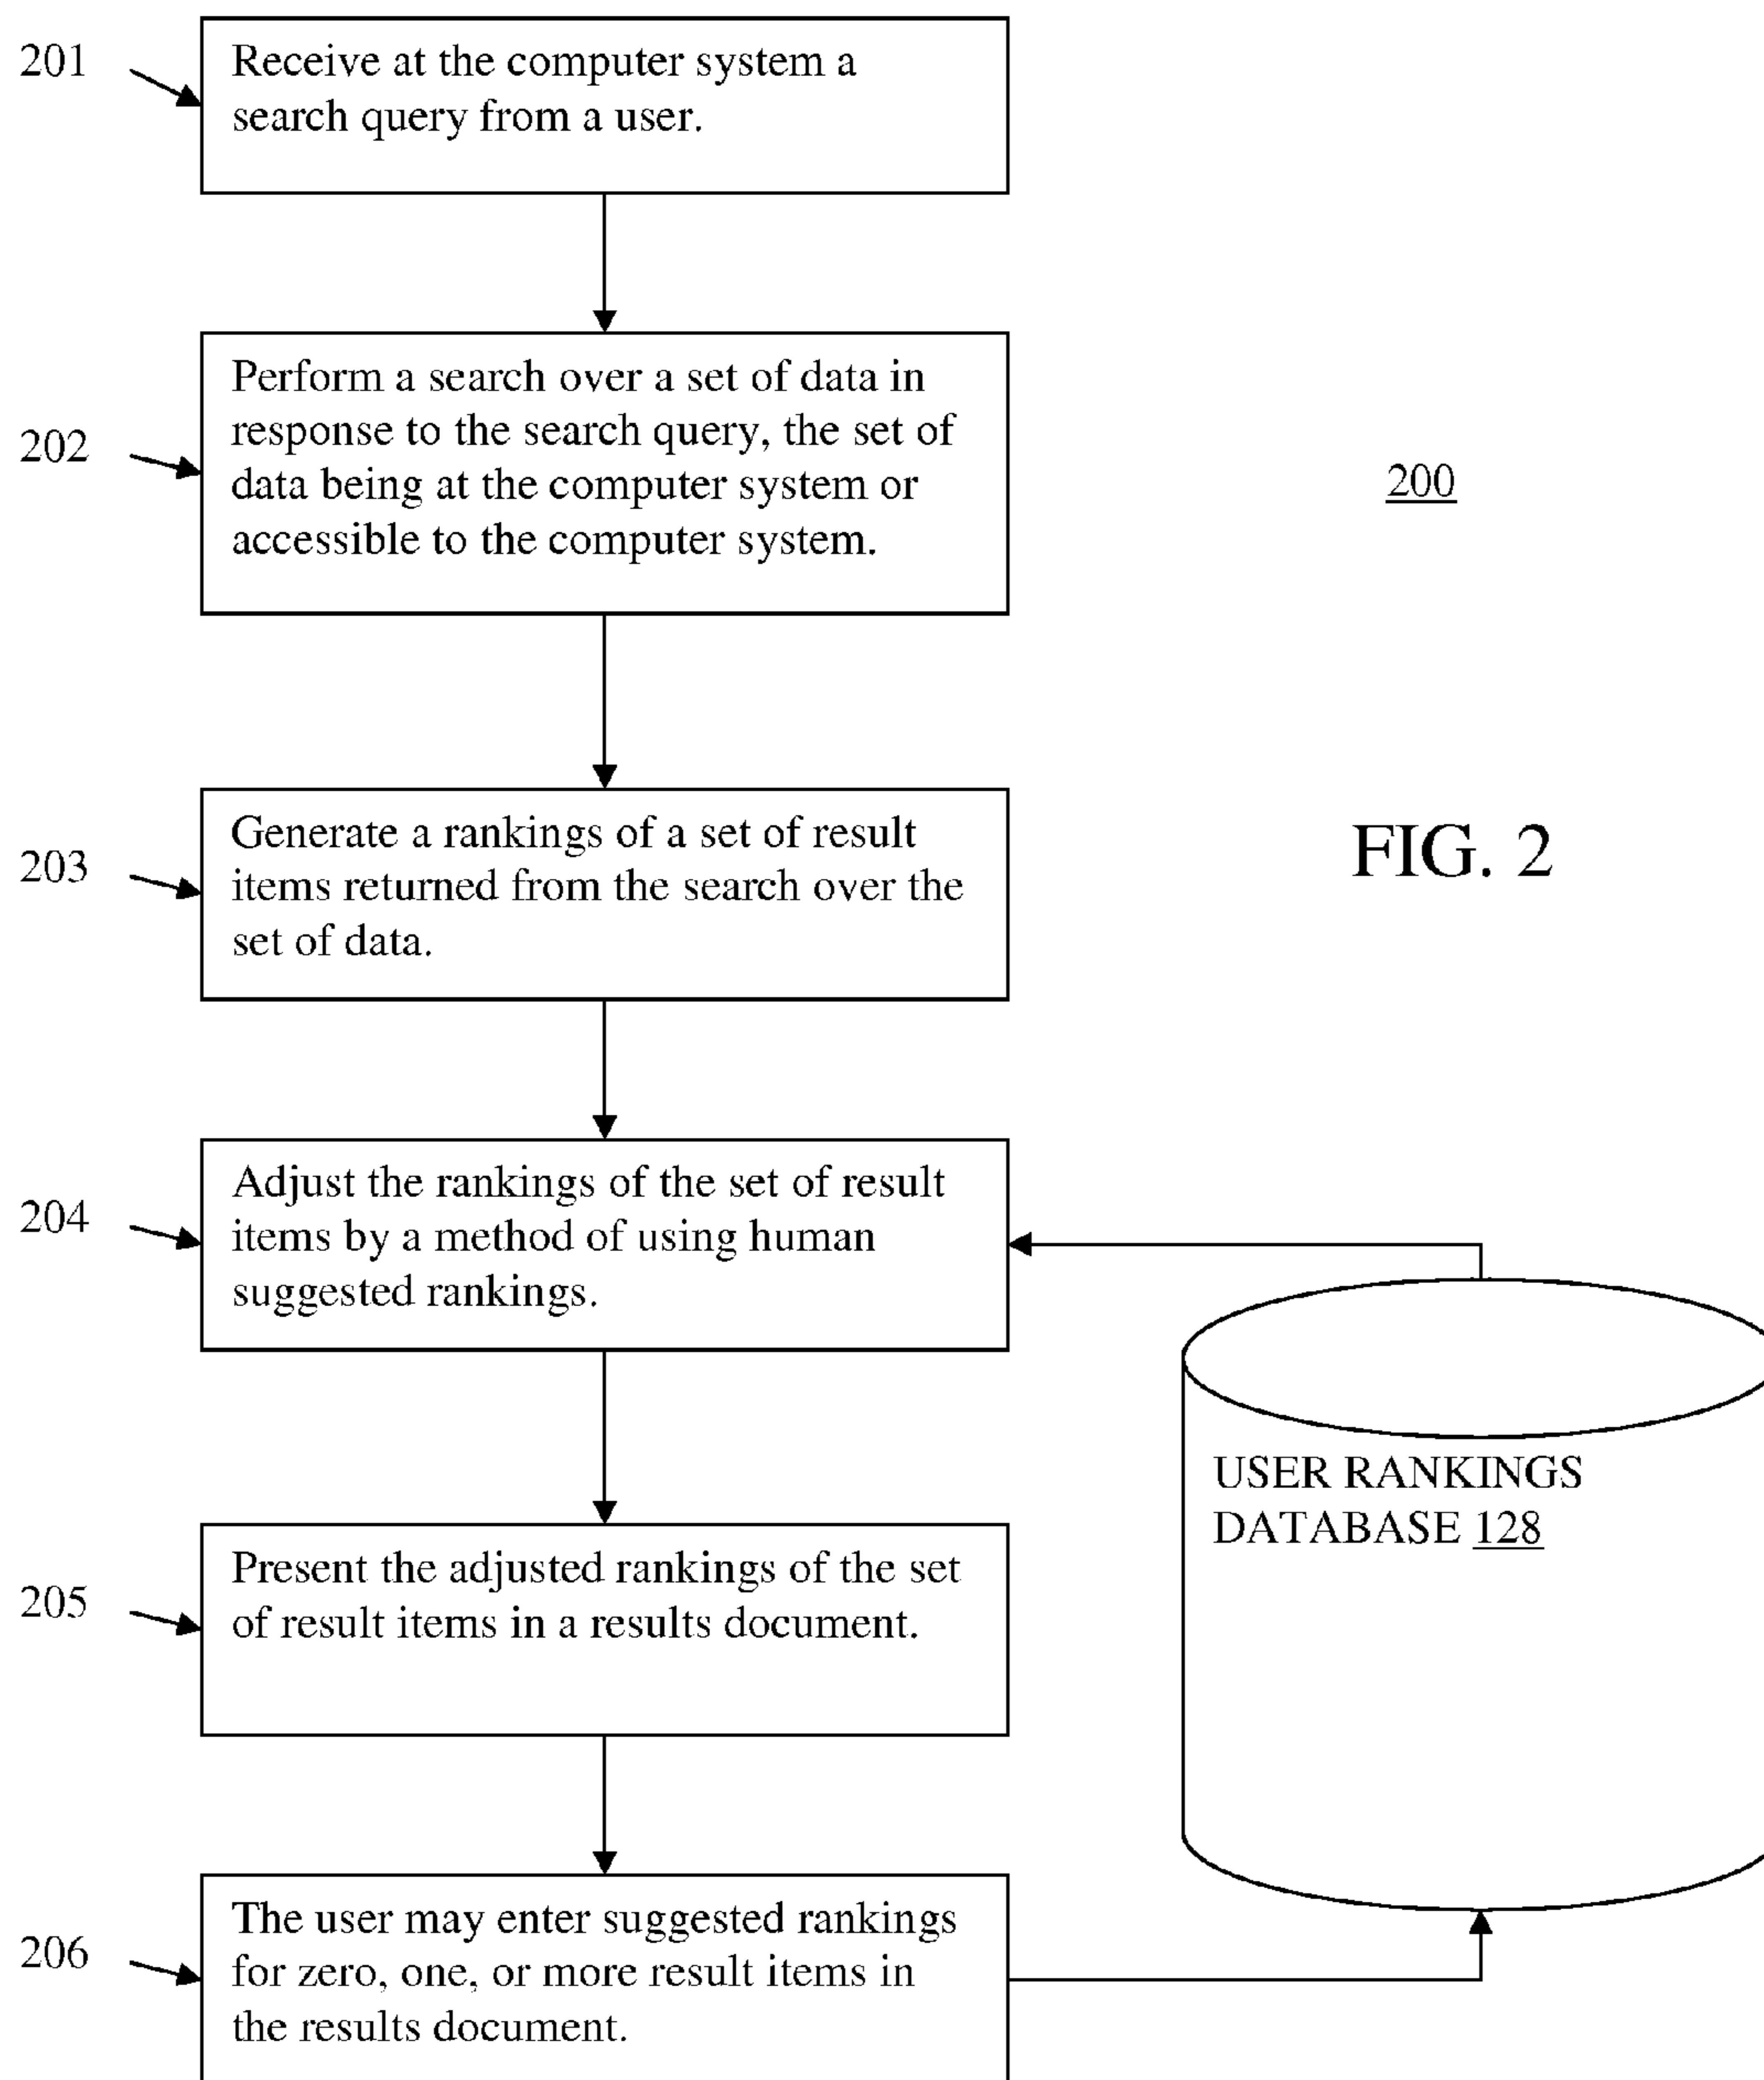 201
Receive at the computer system a
search query from a user.
202
Perform a search over a set of data in
response to the search query, the set of
data being at the computer system or
accessible to the computer system.
200
203
Generate a rankings of a set of result
items returned from the search over the
set of data.
FIG. 2
204
Adjust the rankings of the set of result
items by a method of using human
suggested rankings.
USER RANKINGS
DATABASE 128
205
Present the adjusted rankings of the set
of result items in a results document.
206
The user may enter suggested rankings
for zero, one, or more result items in
the results document.